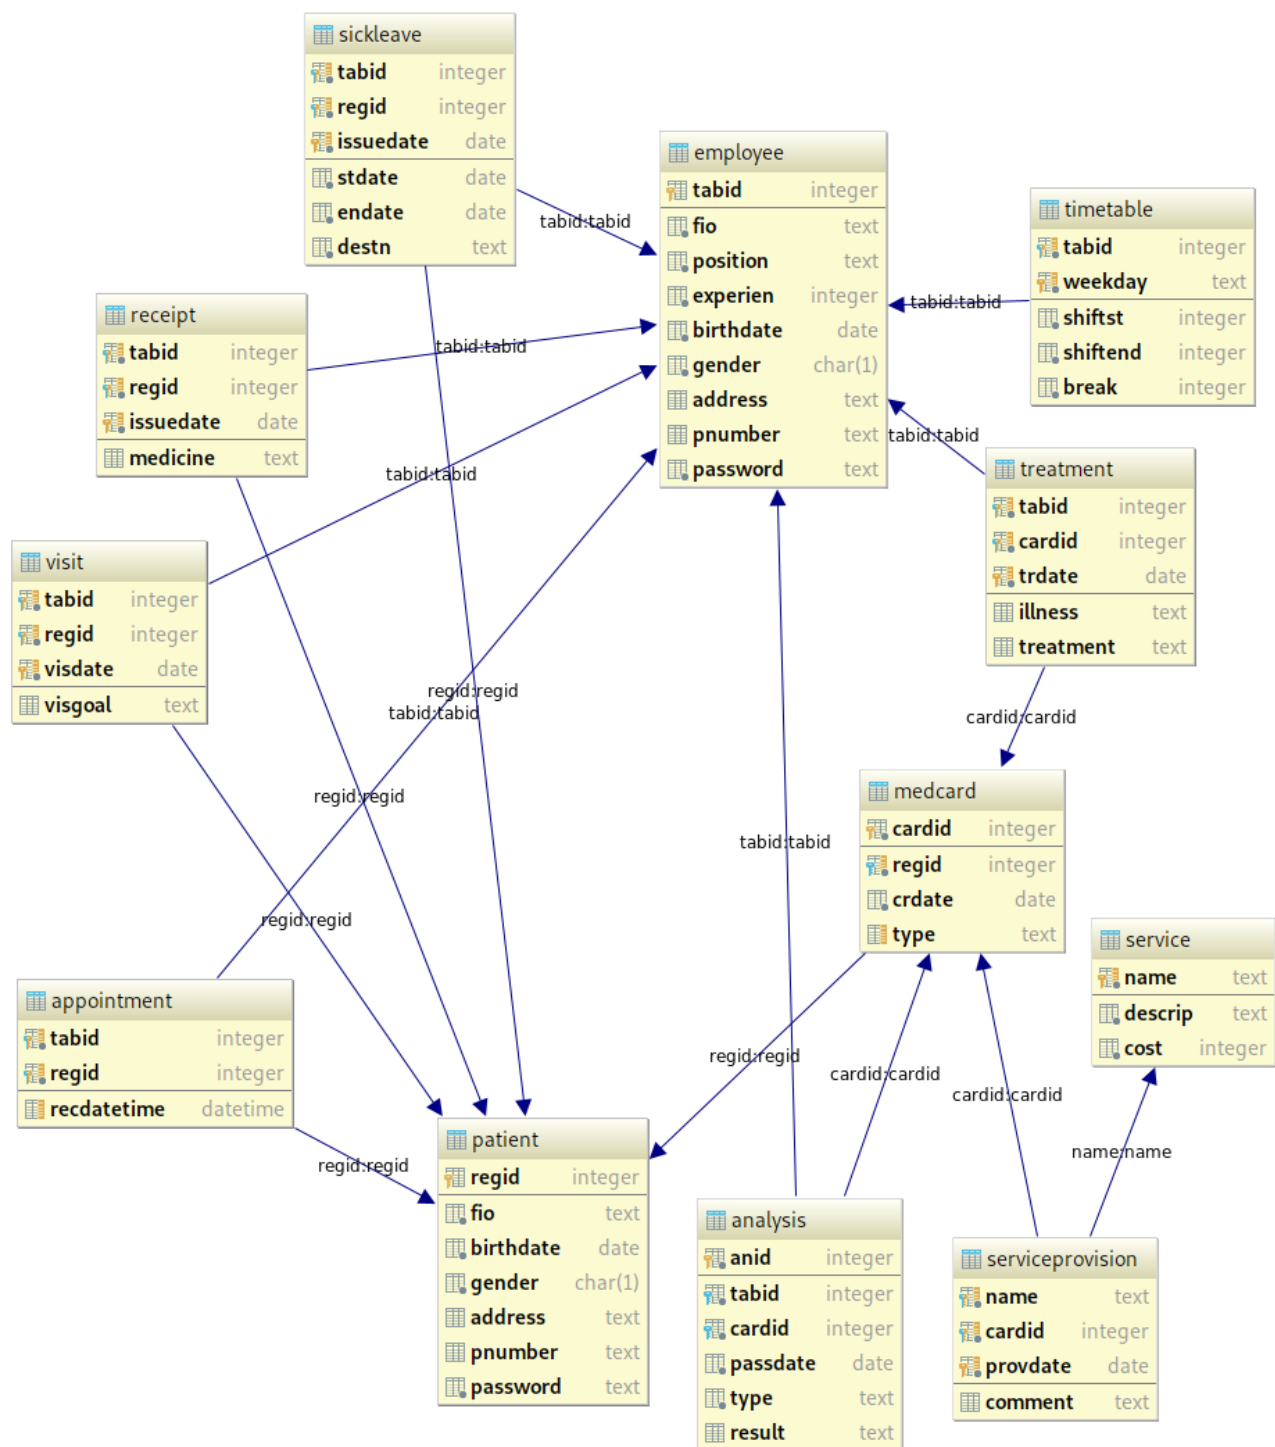 sickleave
tabid integer
regid integer
issuedate date
stdate date
endate date
destn text
employee
tabid integer
fio text
position text
experien integer
birthdate date
gender char(1)
address text
pnumber text
password text
timetable
tabid integer
weekday text
shiftst integer
shiftend integer
break integer
receipt
tabid integer
regid integer
issuedate date
medicine text
treatment
tabid integer
cardid integer
trdate date
illness text
treatment text
visit
tabid integer
regid integer
visdate date
visgoal text
medcard
cardid integer
regid integer
crdate date
type text
service
name text
descrip text
cost integer
appointment
tabid integer
regid integer
recdatetime datetime
patient
regid integer
fio text
birthdate date
gender char(1)
address text
pnumber text
password text
analysis
anid integer
tabid integer
cardid integer
passdate date
type text
result text
serviceprovision
name text
cardid integer
provdate date
comment text
tabid:tabid
tabid:tabid
tabid:tabid
tabid:tabid
tabid:tabid
regid:regid
tabid:tabid
cardid:cardid
regid:regid
tabid:tabid
regid:regid
regid:regid
cardid:cardid
cardid:cardid
name:name
regid:regid